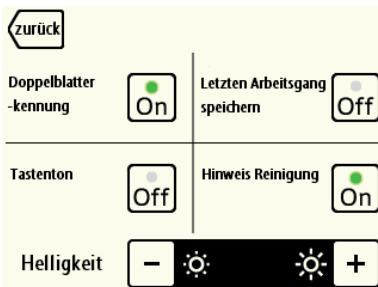 zurück
Doppelblatter
-kennung
On
Letzten Arbeitsgang
speichern
Off
Tastenton
Off
Hinweis Reinigung
On
Helligkeit
-
+